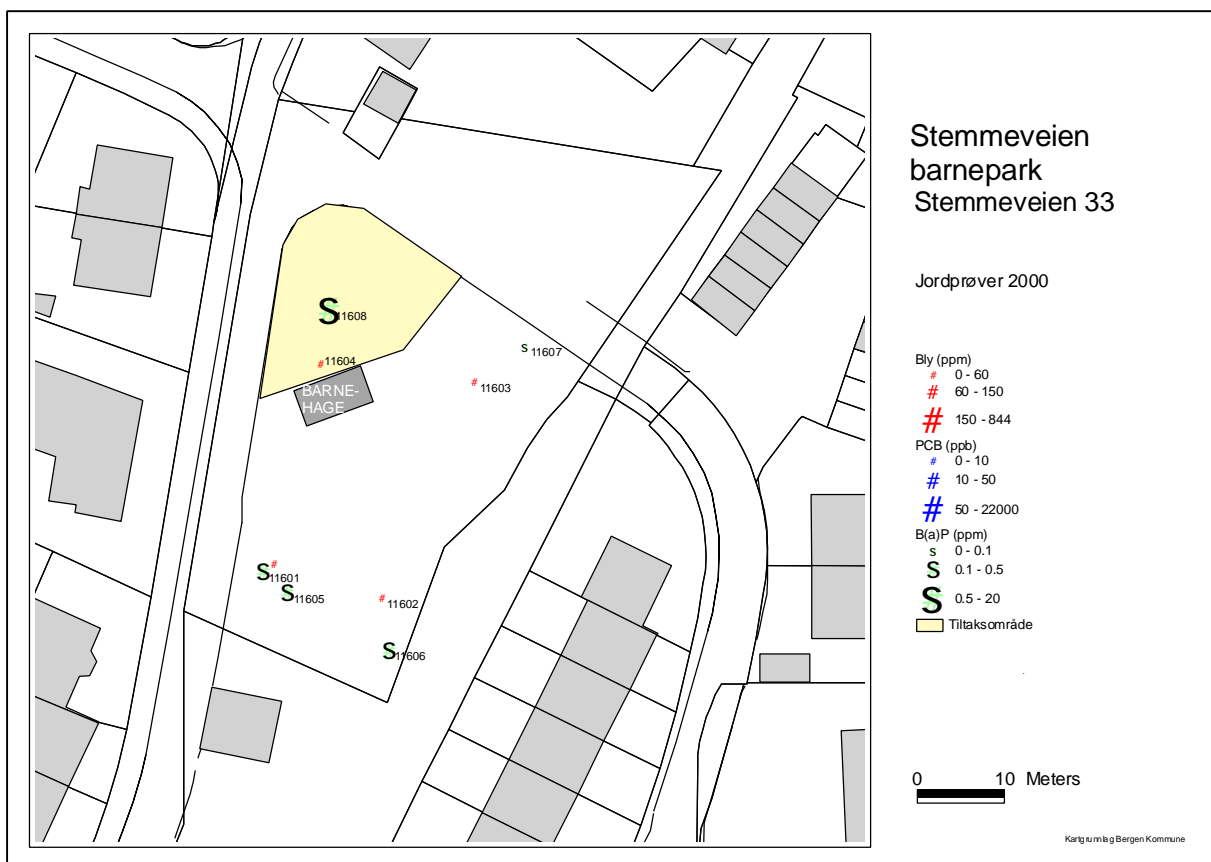 Stemmeveien
barnepark
Stemmeveien 33
Jordprøver 2000
Bly (ppm)
# 0 - 60
# 60 - 150
# 150 - 844
PCB (ppb)
# 0 - 10
# 10 - 50
# 50 - 22000
B(a)P (ppm)
s 0 - 0.1
s 0.1 - 0.5
s 0.5 - 20
Tiltaksområde
0 10 Meters
Kartgrunnlag Bergen Kommune
s 11608
# 11604
BARNE-
HAGE
s 11607
# 11603
s # 11601
s 11605
# 11602
s 11606